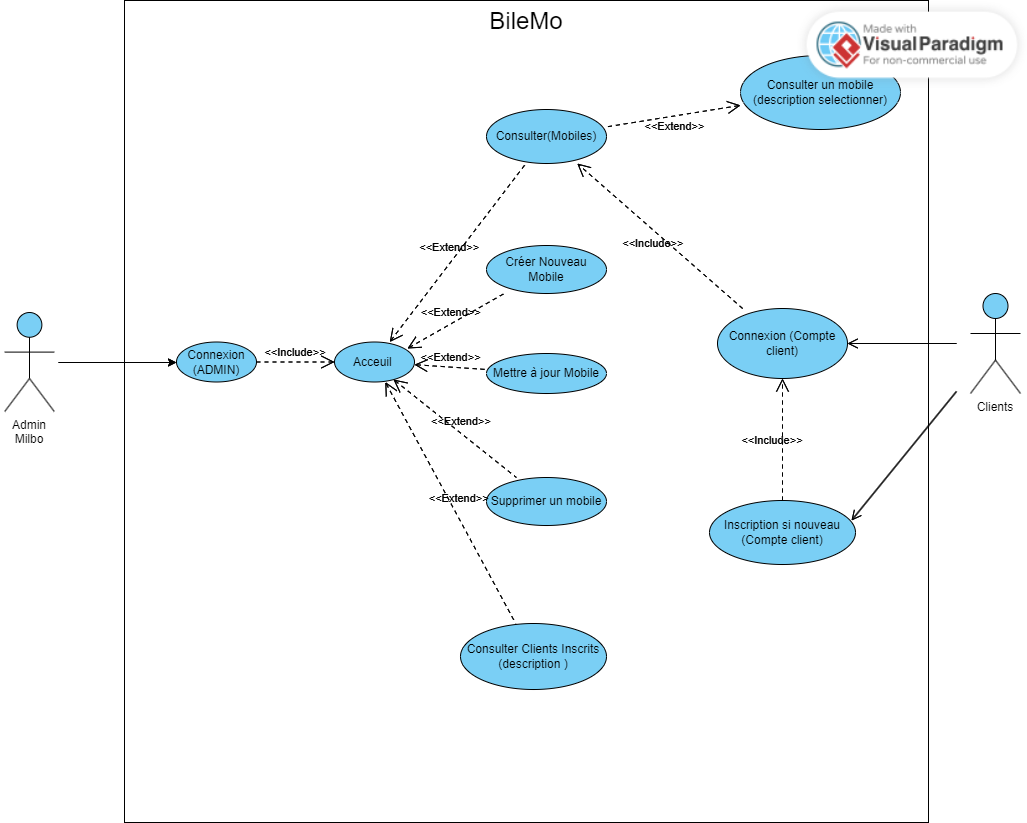 BileMo
Made with
Visual Paradigm
For non-commercial use
Consulter un mobile
(description selectionner)
<<Extend>>
Consulter(Mobiles)
<<Include>>
<<Extend>>
Créer Nouveau
Mobile
<<Extend>>
Connexion (Compte
client)
Connexion
(ADMIN)
<<Include>>
Acceuil
<<Extend>>
Mettre à jour Mobile
Clients
Admin
Milbo
<<Extend>>
<<Include>>
<<Extend>>
Supprimer un mobile
Inscription si nouveau
(Compte client)
Consulter Clients Inscrits
(description )